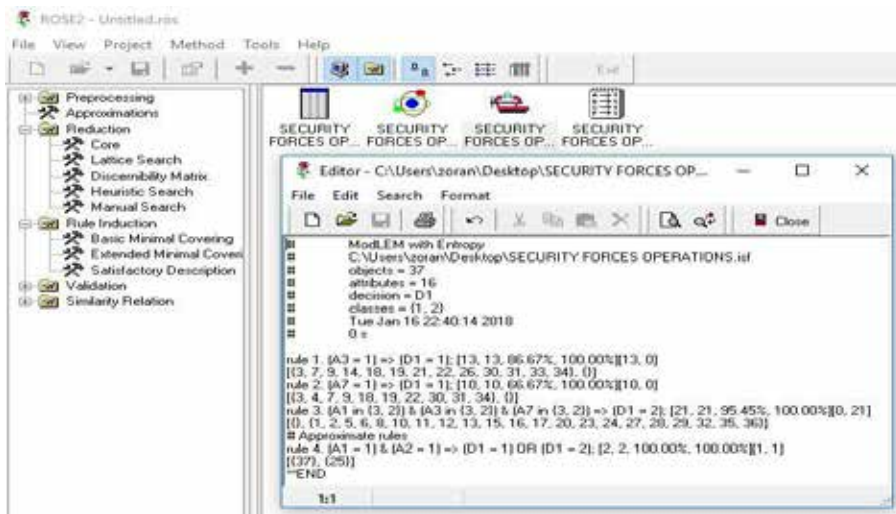 ROSE2 - Untitled.ros
File View Project Method Tools Help
Exit
Preprocessing
Approximations
Reduction
Core
Lattice Search
Discernibility Matrix
Heuristic Search
Manual Search
Rule Induction
Basic Minimal Covering
Extended Minimal Coveri
Satisfactory Description
Validation
Similarity Relation
SECURITY FORCES OP...
SECURITY FORCES OP...
SECURITY FORCES OP...
SECURITY FORCES OP...
Editor - C:\Users\zoran\Desktop\SECURITY FORCES OP...
File Edit Search Format
Close
# ModLEM with Entropy
# C:\Users\zoran\Desktop\SECURITY FORCES OPERATIONS.isf
# objects = 37
# attributes = 16
# decision = D1
# classes = {1, 2}
# Tue Jan 16 22:40:14 2018
# 0 s
rule 1. (A3 = 1) => (D1 = 1); [13, 13, 86.67%, 100.00%][13, 0]
[{3, 7, 9, 14, 18, 19, 21, 22, 26, 30, 31, 33, 34}, {}]
rule 2. (A7 = 1) => (D1 = 1); [10, 10, 66.67%, 100.00%][10, 0]
[{3, 4, 7, 9, 18, 19, 22, 30, 31, 34}, {}]
rule 3. (A1 in {3, 2}) & (A3 in {3, 2}) & (A7 in {3, 2}) => (D1 = 2); [21, 21, 95.45%, 100.00%][0, 21]
[{}, {1, 2, 5, 6, 8, 10, 11, 12, 13, 15, 16, 17, 20, 23, 24, 27, 28, 29, 32, 35, 36}]
# Approximate rules
rule 4. (A1 = 1) & (A2 = 1) => (D1 = 1) OR (D1 = 2); [2, 2, 100.00%, 100.00%][1, 1]
[{37}, {25}]
**END
1:1